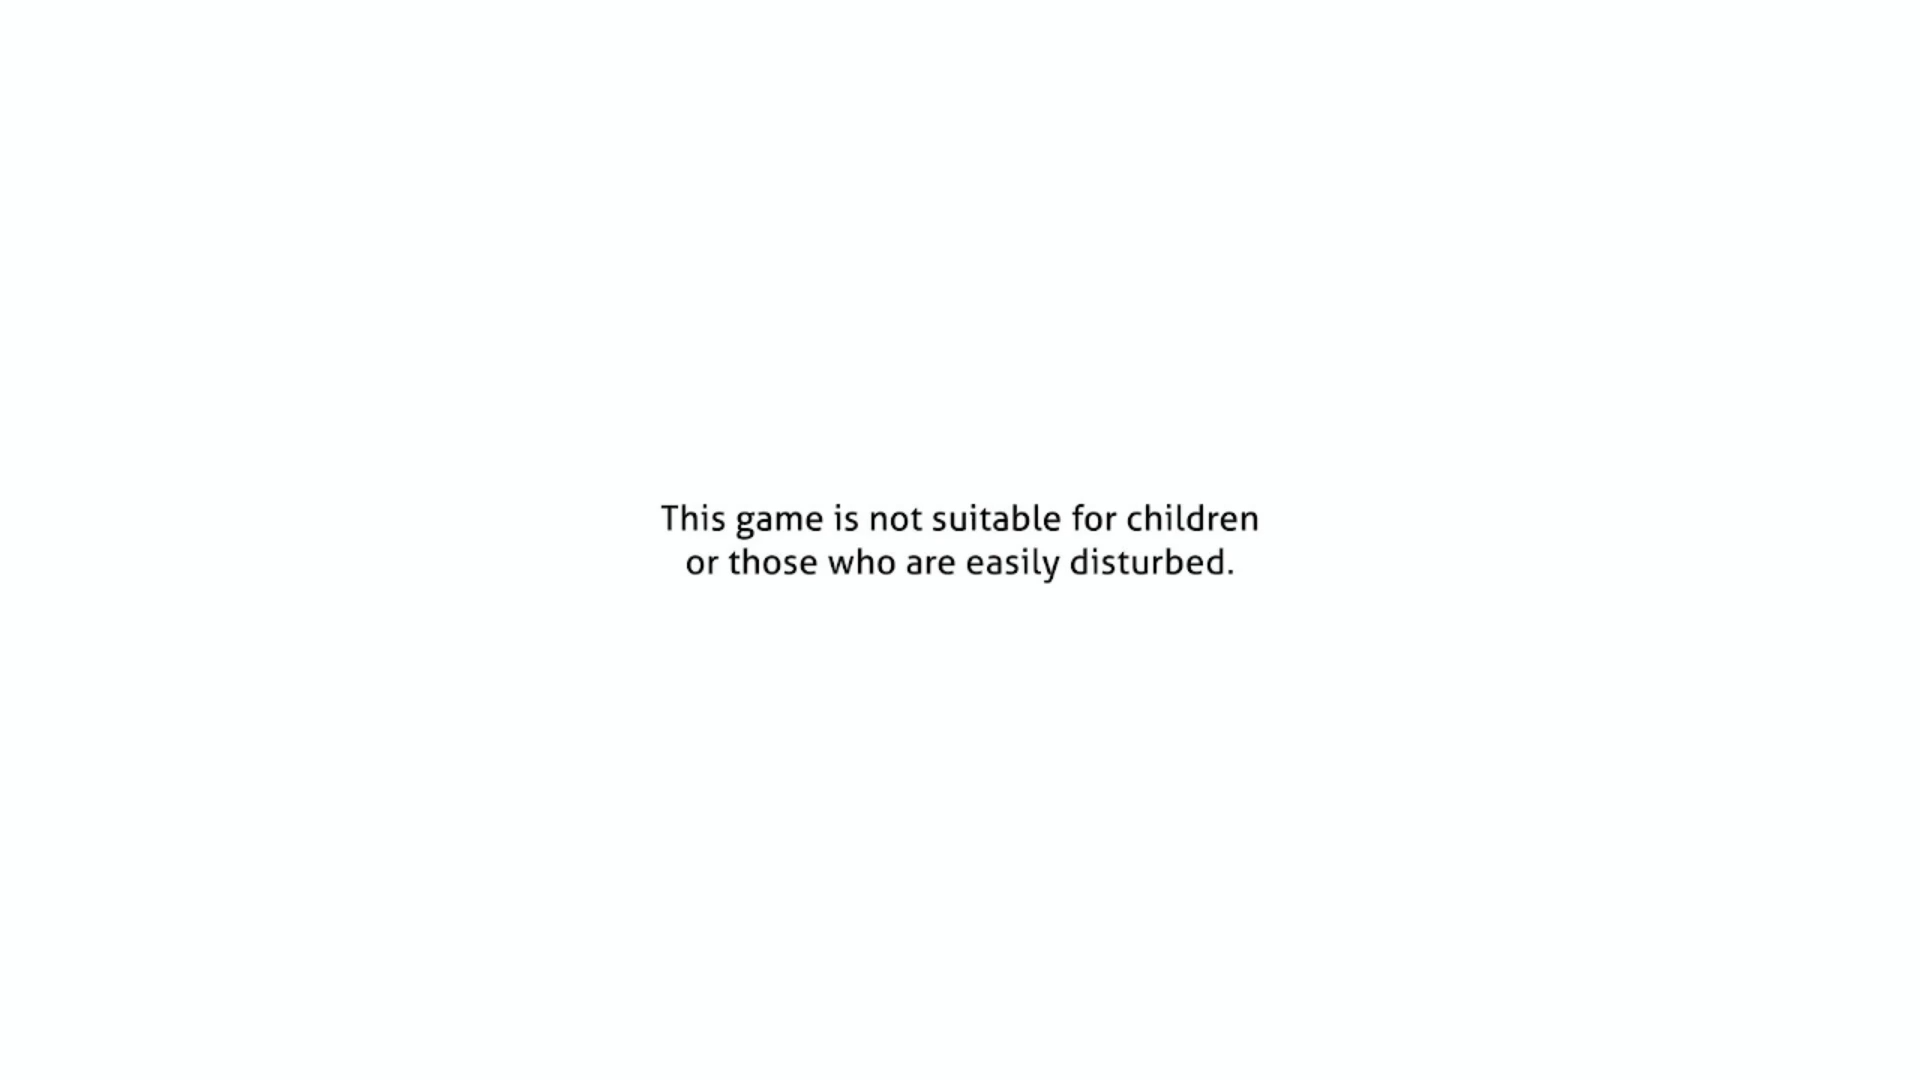 This game is not suitable for children
or those who are easily disturbed.